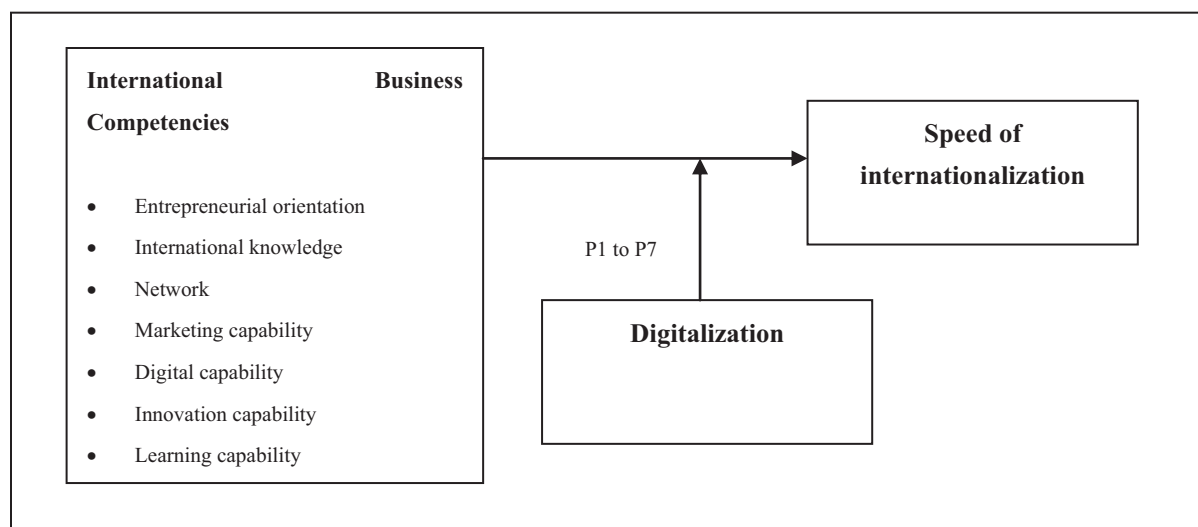 International Business
Competencies
• Entrepreneurial orientation
• International knowledge
• Network
• Marketing capability
• Digital capability
• Innovation capability
• Learning capability
Speed of
internationalization
P1 to P7
Digitalization